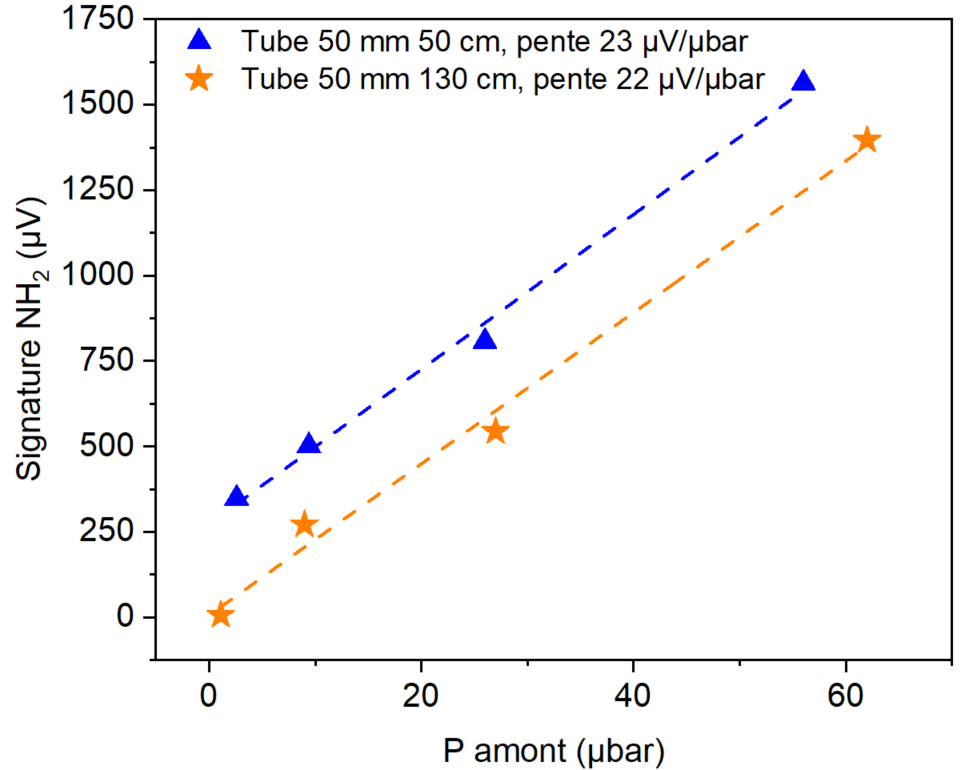 Tube 50 mm 50 cm, pente 23 µV/µbar
Tube 50 mm 130 cm, pente 22 µV/µbar
Signature NH₂ (µV)
1750
1500
1250
1000
750
500
250
0
0 20 40 60
P amont (µbar)